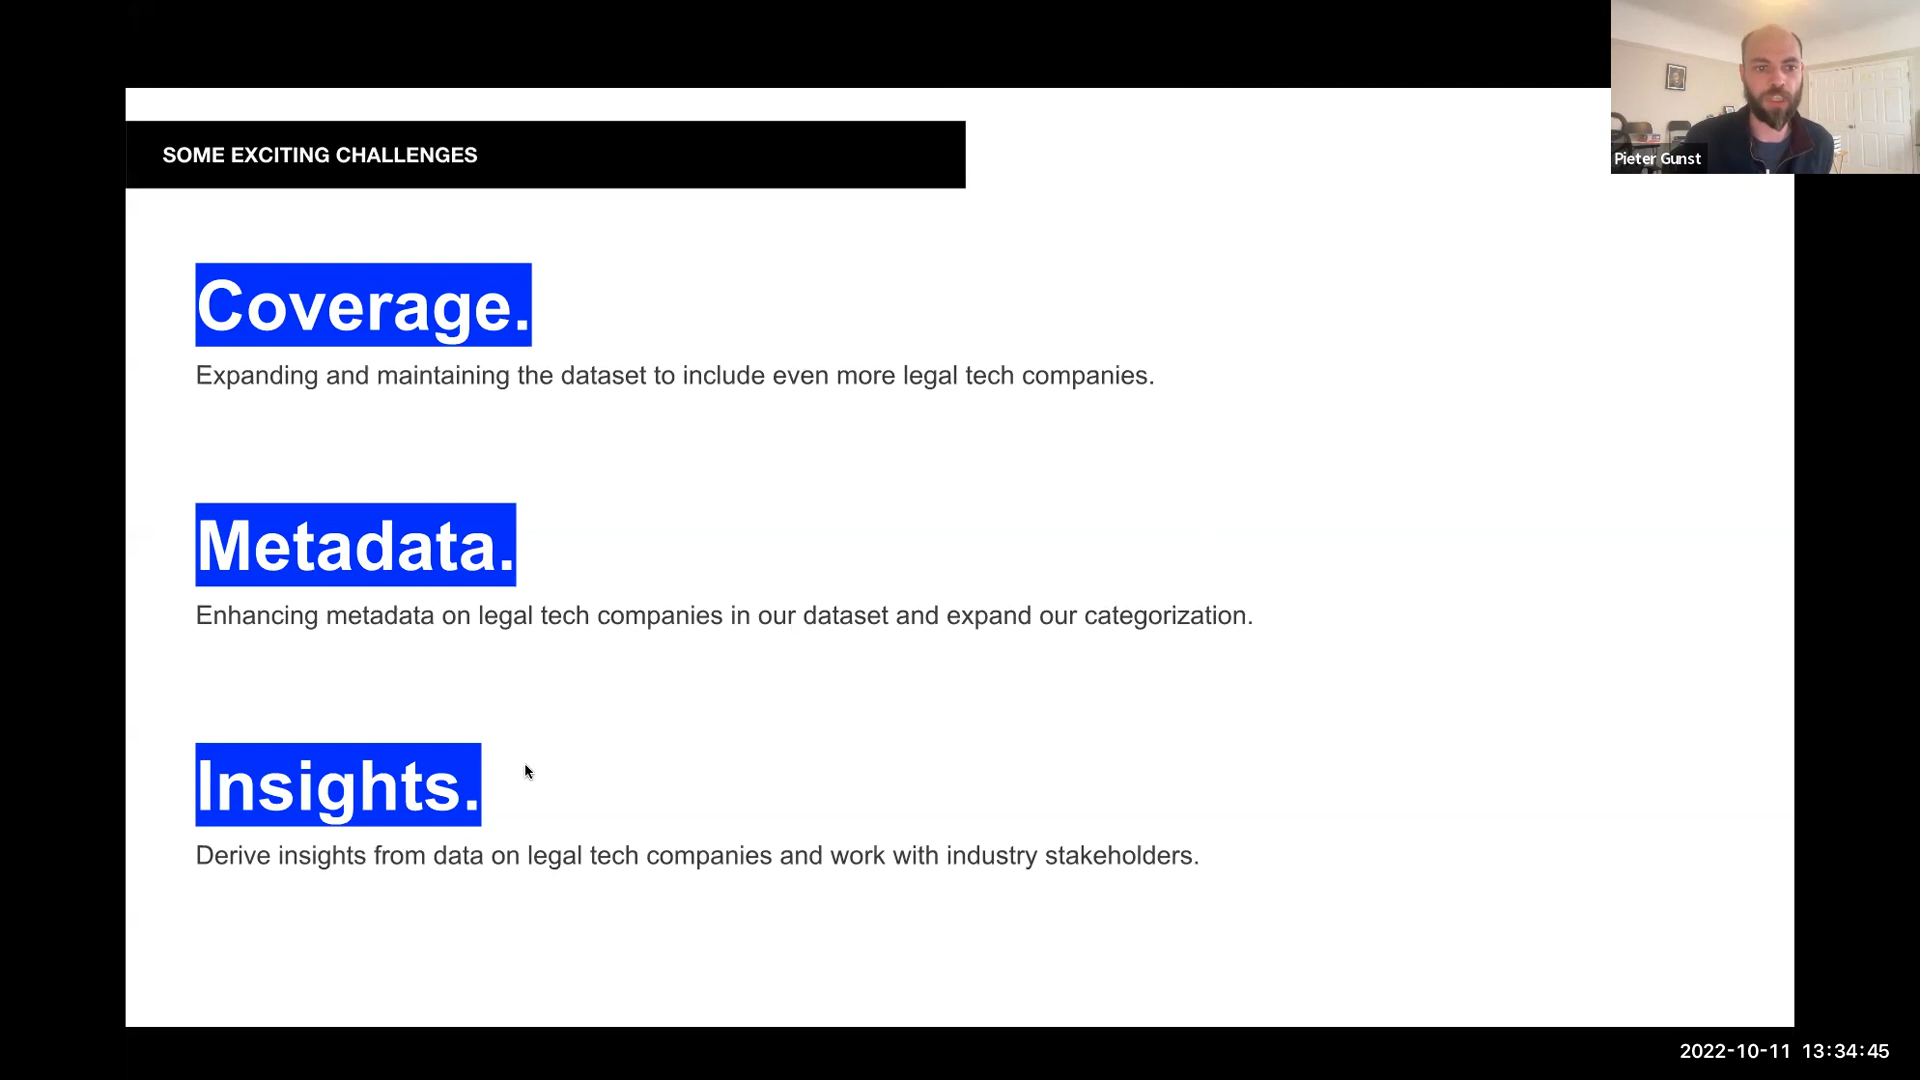 SOME EXCITING CHALLENGES
Pieter Gunst
Coverage.
Expanding and maintaining the dataset to include even more legal tech companies.
Metadata.
Enhancing metadata on legal tech companies in our dataset and expand our categorization.
Insights.
Derive insights from data on legal tech companies and work with industry stakeholders.
2022-10-11 13:34:45